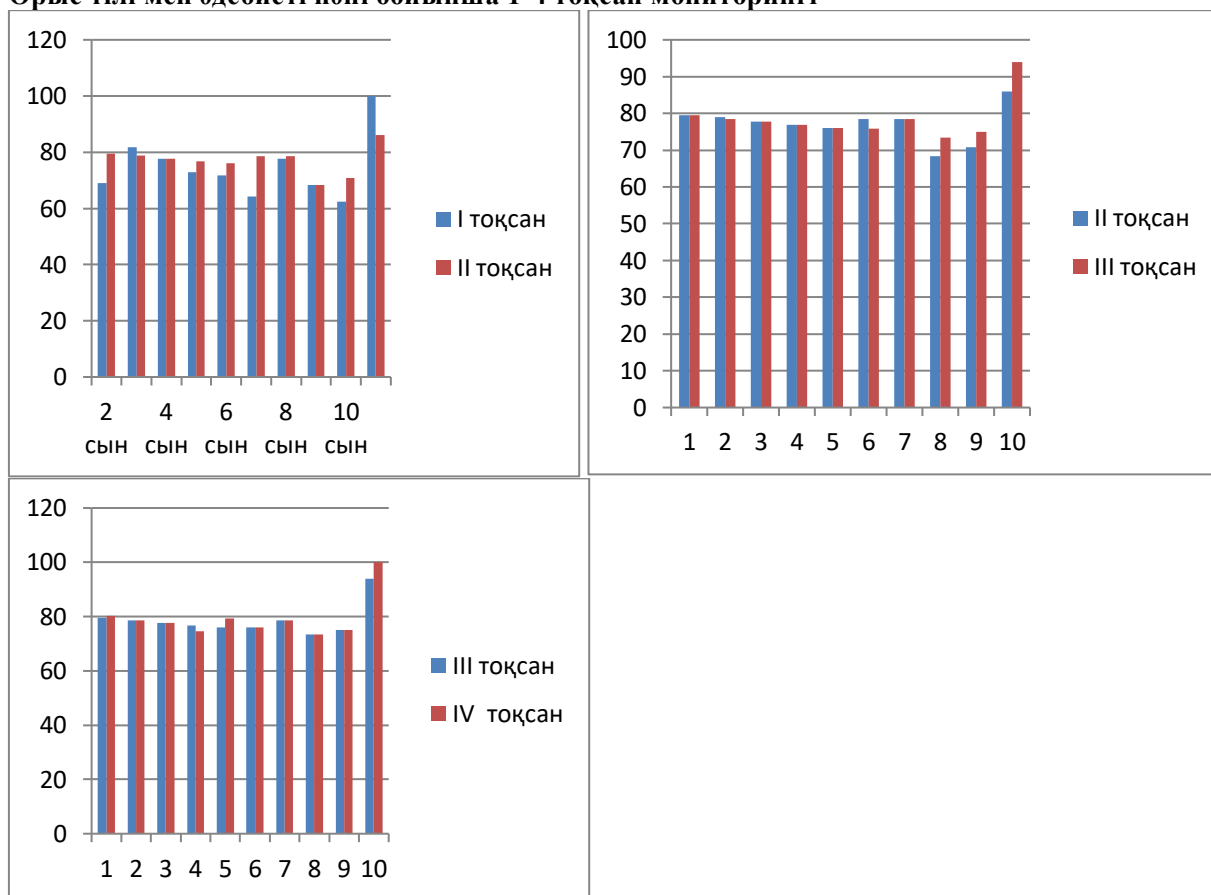 Орыс тілі мен әдебиеті пәні бойынша 1-4 тоқсан мониторингі
120
100
80
60
40
20
0
2 4 6 8 10
сын сын сын сын сын
I тоқсан
II тоқсан
100
90
80
70
60
50
40
30
20
10
0
1 2 3 4 5 6 7 8 9 10
II тоқсан
III тоқсан
120
100
80
60
40
20
0
1 2 3 4 5 6 7 8 9 10
III тоқсан
IV тоқсан